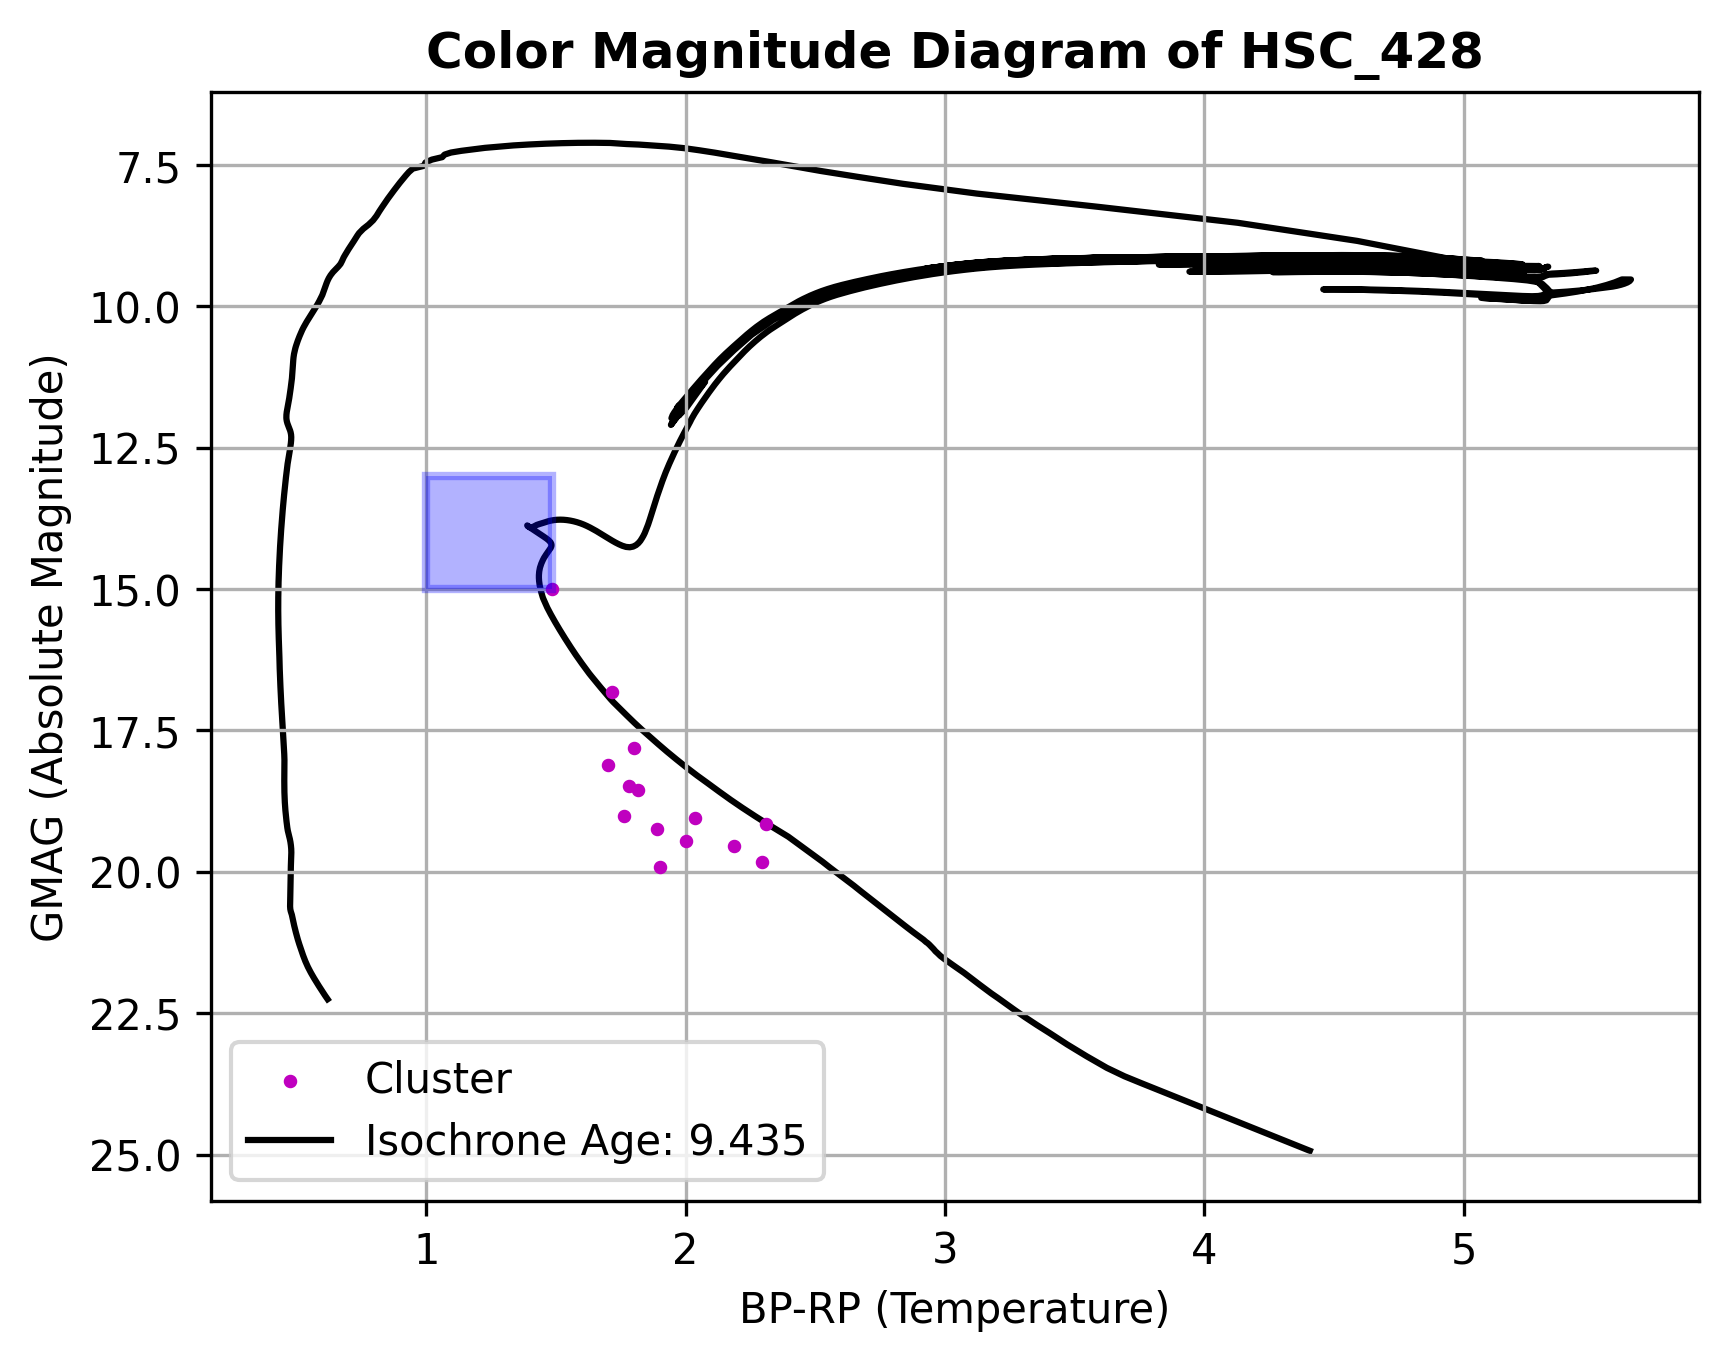 Color Magnitude Diagram of HSC_428
GMAG (Absolute Magnitude)
7.5
10.0
12.5
15.0
17.5
20.0
22.5
25.0
Cluster
Isochrone Age: 9.435
1 2 3 4 5
BP-RP (Temperature)